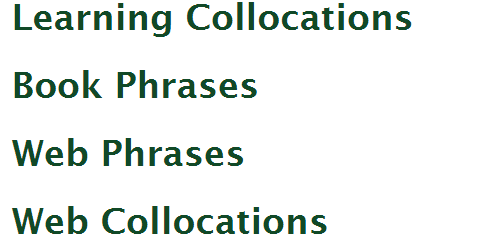 Learning Collocations
Book Phrases
Web Phrases
Web Collocations